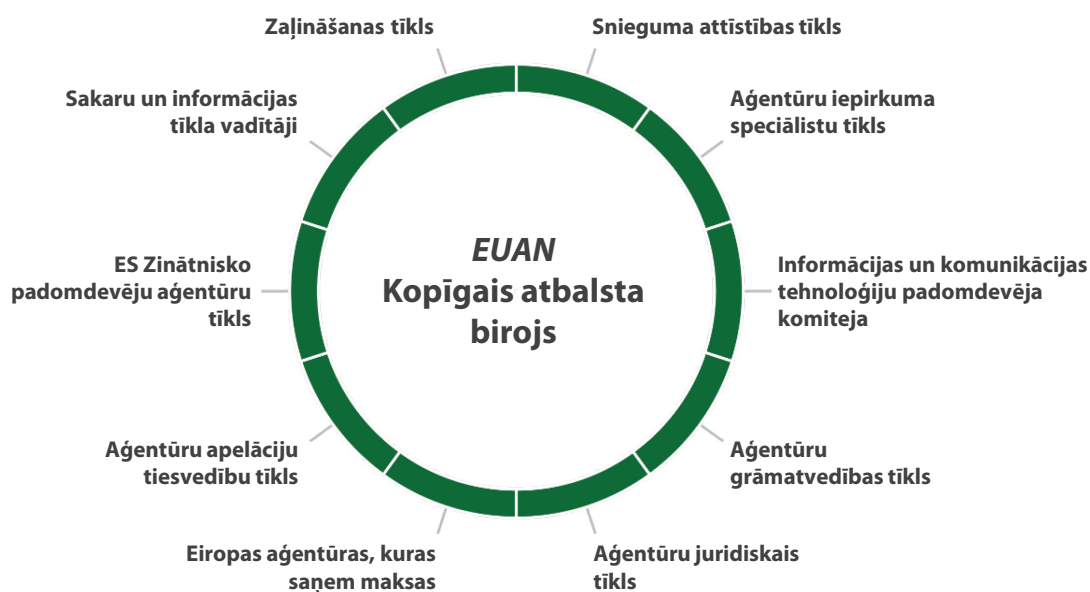 Zaļināšanas tīkls
Snieguma attīstības tīkls
Sakaru un informācijas
tīkla vadītāji
Aģentūru iepirkuma
speciālistu tīkls
ES Zinātnisko
padomdevēju aģentūru
tīkls
EUAN
Kopīgais atbalsta
birojs
Informācijas un komunikācijas
tehnoloģiju padomdevēja
komiteja
Aģentūru apelāciju
tiesvedību tīkls
Aģentūru
grāmatvedības tīkls
Eiropas aģentūras, kuras
saņem maksas
Aģentūru juridiskais
tīkls